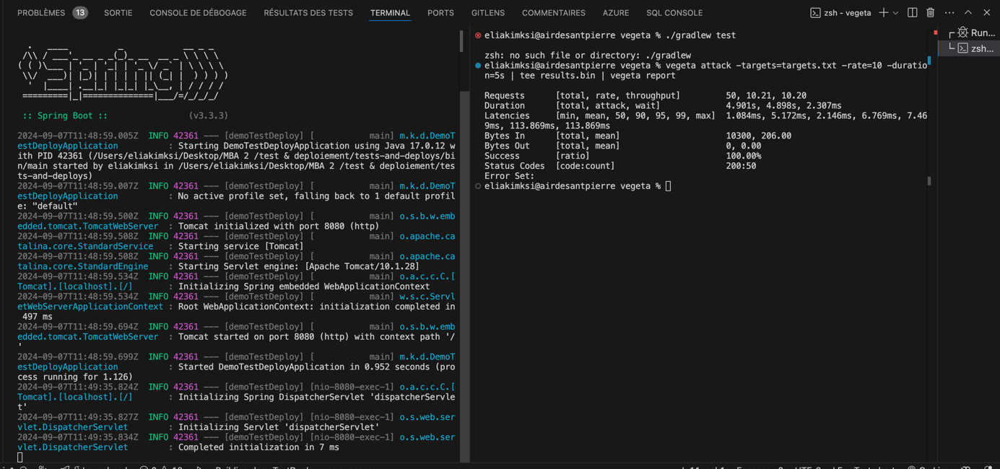 PROBLÈMES 13 SORTIE CONSOLE DE DÉBOGAGE RÉSULTATS DES TESTS TERMINAL PORTS GITLENS COMMENTAIRES AZURE SQL CONSOLE zsh - vegeta
:: Spring Boot :: (v3.3.3)
2024-09-07T11:48:59.005Z INFO 42361 --- [demoTestDeploy] [ main] m.k.d.DemoT
estDeployApplication : Starting DemoTestDeployApplication using Java 17.0.12 w
ith PID 42361 (/Users/eliakimksi/Desktop/MBA 2 /test & deploiement/tests-and-deploys/bi
n/main started by eliakimksi in /Users/eliakimksi/Desktop/MBA 2 /test & deploiement/tes
ts-and-deploys)
2024-09-07T11:48:59.007Z INFO 42361 --- [demoTestDeploy] [ main] m.k.d.DemoT
estDeployApplication : No active profile set, falling back to 1 default profil
e: "default"
2024-09-07T11:48:59.500Z INFO 42361 --- [demoTestDeploy] [ main] o.s.b.w.emb
edded.tomcat.TomcatWebServer : Tomcat initialized with port 8080 (http)
2024-09-07T11:48:59.508Z INFO 42361 --- [demoTestDeploy] [ main] o.apache.ca
talina.core.StandardService : Starting service [Tomcat]
2024-09-07T11:48:59.508Z INFO 42361 --- [demoTestDeploy] [ main] o.apache.ca
talina.core.StandardEngine : Starting Servlet engine: [Apache Tomcat/10.1.28]
2024-09-07T11:48:59.534Z INFO 42361 --- [demoTestDeploy] [ main] o.a.c.c.C.[
Tomcat].[localhost].[/] : Initializing Spring embedded WebApplicationContext
2024-09-07T11:48:59.534Z INFO 42361 --- [demoTestDeploy] [ main] w.s.c.Servl
etWebServerApplicationContext : Root WebApplicationContext: initialization completed in
497 ms
2024-09-07T11:48:59.694Z INFO 42361 --- [demoTestDeploy] [ main] o.s.b.w.emb
edded.tomcat.TomcatWebServer : Tomcat started on port 8080 (http) with context path '/
'
2024-09-07T11:48:59.699Z INFO 42361 --- [demoTestDeploy] [ main] m.k.d.DemoT
estDeployApplication : Started DemoTestDeployApplication in 0.952 seconds (pro
cess running for 1.126)
2024-09-07T11:49:35.824Z INFO 42361 --- [demoTestDeploy] [nio-8080-exec-1] o.a.c.c.C.[
Tomcat].[localhost].[/] : Initializing Spring DispatcherServlet 'dispatcherServle
t'
2024-09-07T11:49:35.827Z INFO 42361 --- [demoTestDeploy] [nio-8080-exec-1] o.s.web.ser
vlet.DispatcherServlet : Initializing Servlet 'dispatcherServlet'
2024-09-07T11:49:35.834Z INFO 42361 --- [demoTestDeploy] [nio-8080-exec-1] o.s.web.ser
vlet.DispatcherServlet : Completed initialization in 7 ms
eliakimksi@airdesantpierre vegeta % ./gradlew test
zsh: no such file or directory: ./gradlew
eliakimksi@airdesantpierre vegeta % vegeta attack -targets=targets.txt -rate=10 -duratio
n=5s | tee results.bin | vegeta report
Requests [total, rate, throughput] 50, 10.21, 10.20
Duration [total, attack, wait] 4.901s, 4.898s, 2.307ms
Latencies [min, mean, 50, 90, 95, 99, max] 1.084ms, 5.172ms, 2.146ms, 6.769ms, 7.46
9ms, 113.869ms, 113.869ms
Bytes In [total, mean] 10300, 206.00
Bytes Out [total, mean] 0, 0.00
Success [ratio] 100.00%
Status Codes [code:count] 200:50
Error Set:
eliakimksi@airdesantpierre vegeta %
Run...
zsh...